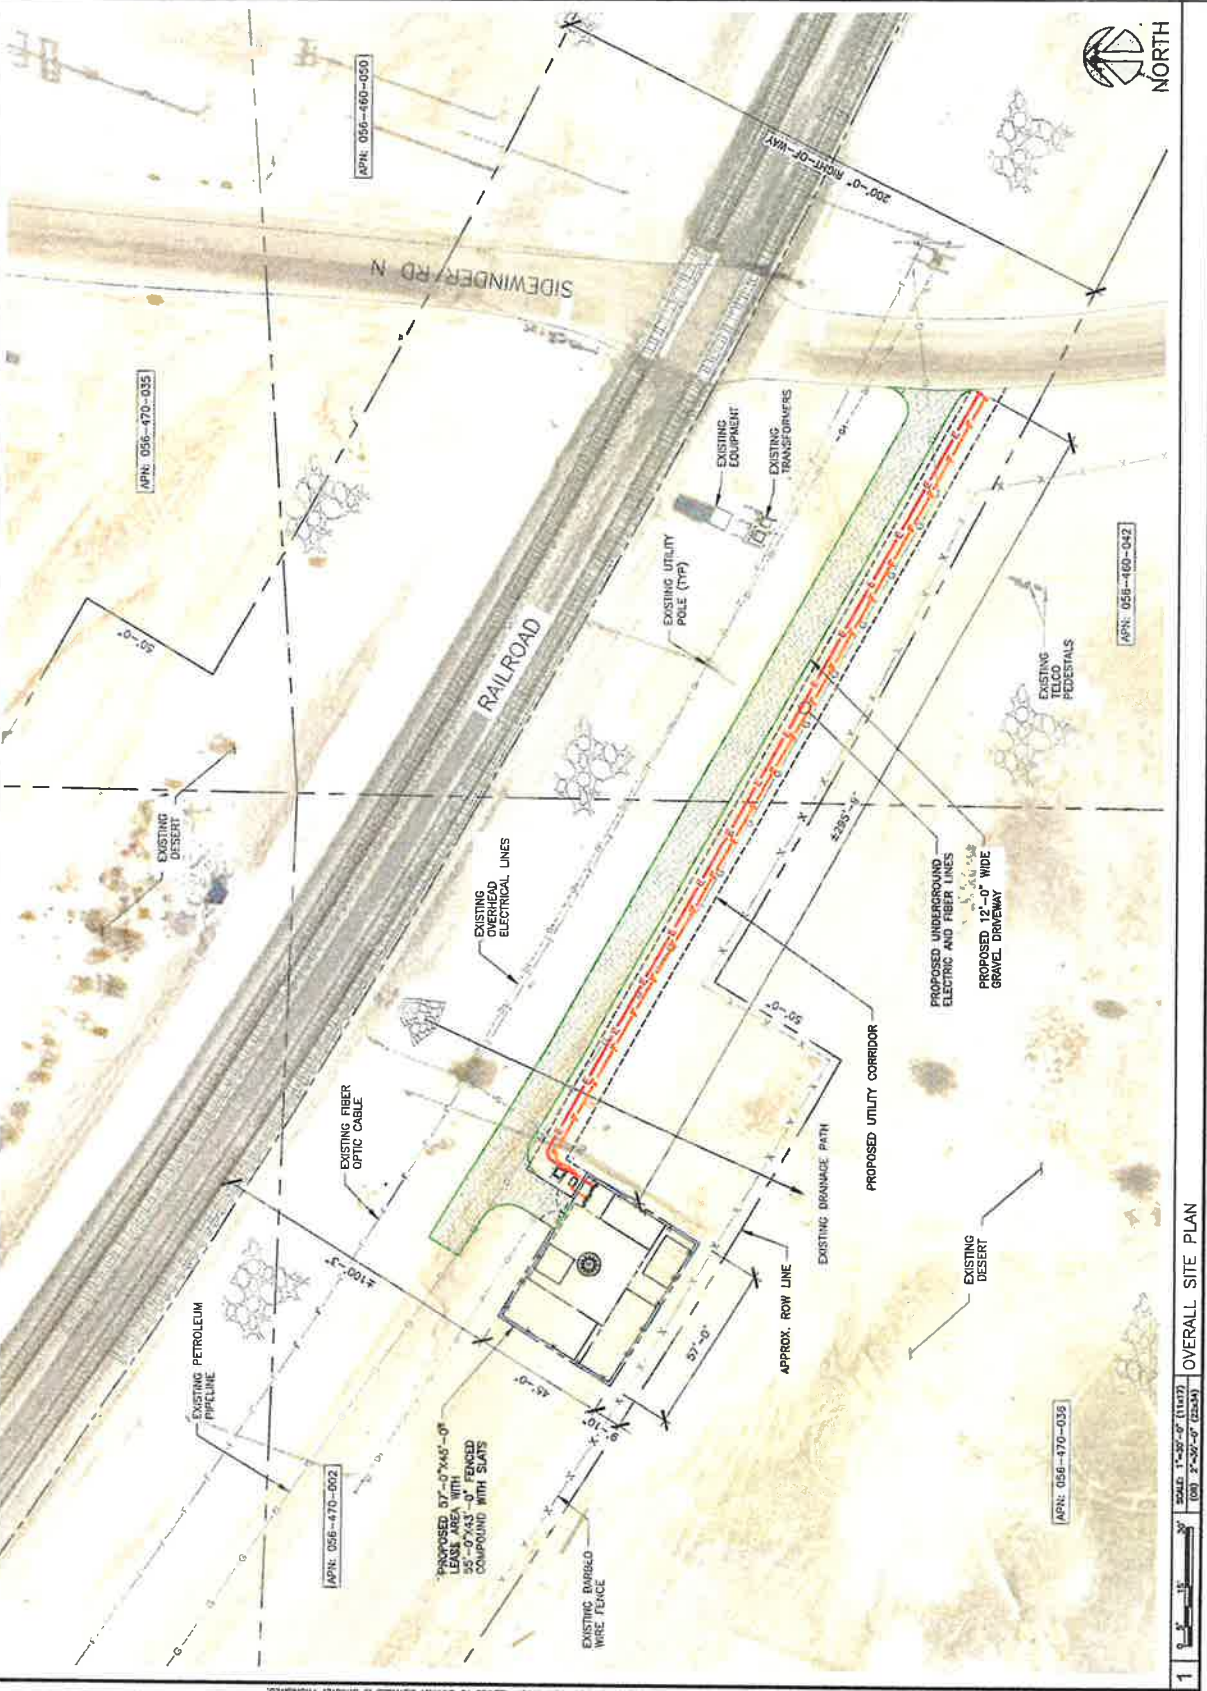 NORTH
APN: 056-460-050
200'-0" RIGHT-OF-WAY
SIDEWINDER RD N
APN: 056-470-035
50'-0"
RAILROAD
EXISTING
DESERT
EXISTING
EQUIPMENT
EXISTING
TRANSFORMERS
EXISTING UTILITY
POLE (TYP)
APN: 056-460-042
EXISTING
TELCO
PEDESTALS
EXISTING
OVERHEAD
ELECTRICAL LINES
±295'-9"
PROPOSED UNDERGROUND
ELECTRIC AND FIBER LINES
PROPOSED 12'-0" WIDE
GRAVEL DRIVEWAY
50'-0"
PROPOSED UTILITY CORRIDOR
EXISTING FIBER
OPTIC CABLE
EXISTING DRAINAGE PATH
APPROX. ROW LINE
EXISTING
DESERT
±100'-3"
EXISTING PETROLEUM
PIPELINE
45'-0"
9'-10"
57'-0"
PROPOSED 57'-0"X45'-0"
LEASE AREA WITH
55'-0"X43'-0" FENCED
COMPOUND WITH SLATS
APN: 056-470-002
EXISTING BARBED
WIRE FENCE
APN: 056-470-036
1
0 5' 15' 30'
SCALE: 1"=30'-0" (11x17)
(OR) 2"=30'-0" (22x34)
OVERALL SITE PLAN